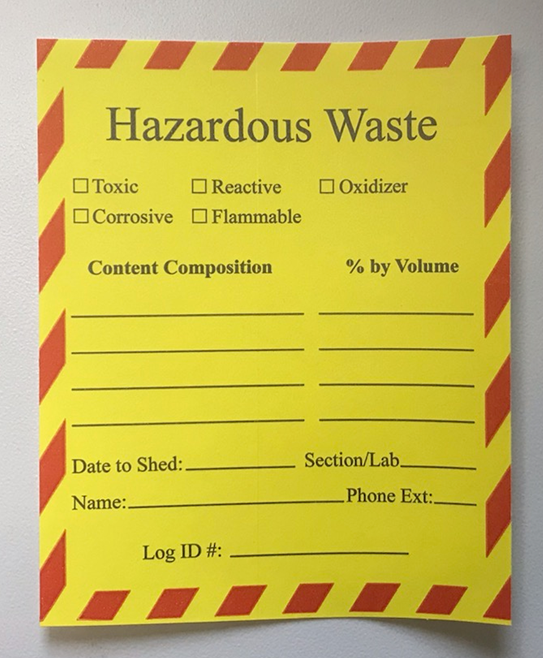 Hazardous Waste
☐ Toxic ☐ Reactive ☐ Oxidizer
☐ Corrosive ☐ Flammable
Content Composition % by Volume
Date to Shed: Section/Lab
Name: Phone Ext:
Log ID #: